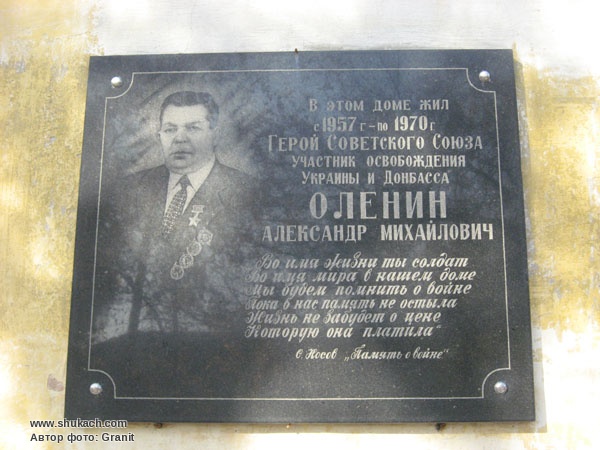 В этом доме жил
с 1957 г - по 1970 г
Герой Советского Союза
участник освобождения
Украины и Донбасса
ОЛЕНИН
АЛЕКСАНДР МИХАЙЛОВИЧ
„Во имя жизни ты солдат
Во имя мира в нашем доме
Мы будем помнить о войне
Пока в нас память не остыла
Жизнь не забудет о цене
Которую она платила“
С. Носов „Память о войне“
www.shukach.com
Автор фото: Granit